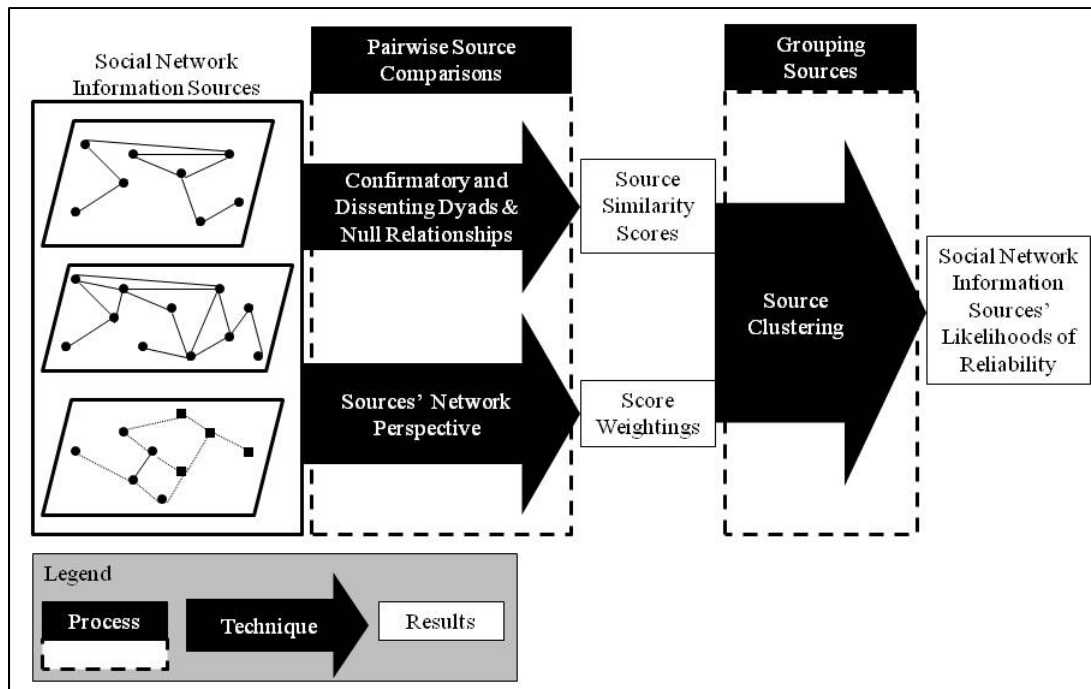 Social Network
Information Sources
Pairwise Source
Comparisons
Grouping
Sources
Confirmatory and
Dissenting Dyads &
Null Relationships
Source
Similarity
Scores
Sources' Network
Perspective
Score
Weightings
Source
Clustering
Social Network
Information
Sources'
Likelihoods of
Reliability
Legend
Process
Technique
Results